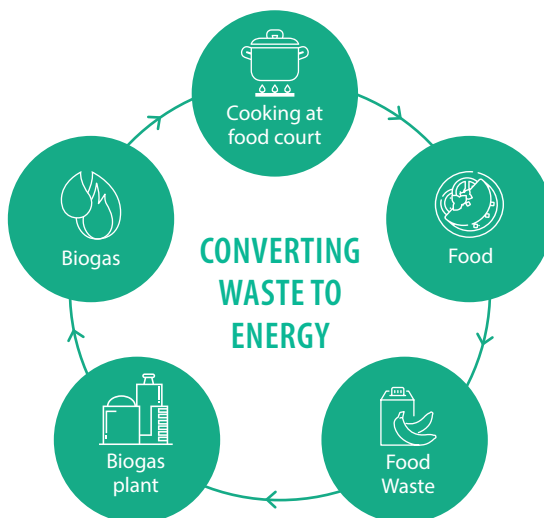 Cooking at
food court
Food
Food
Waste
Biogas
plant
Biogas
CONVERTING
WASTE TO
ENERGY